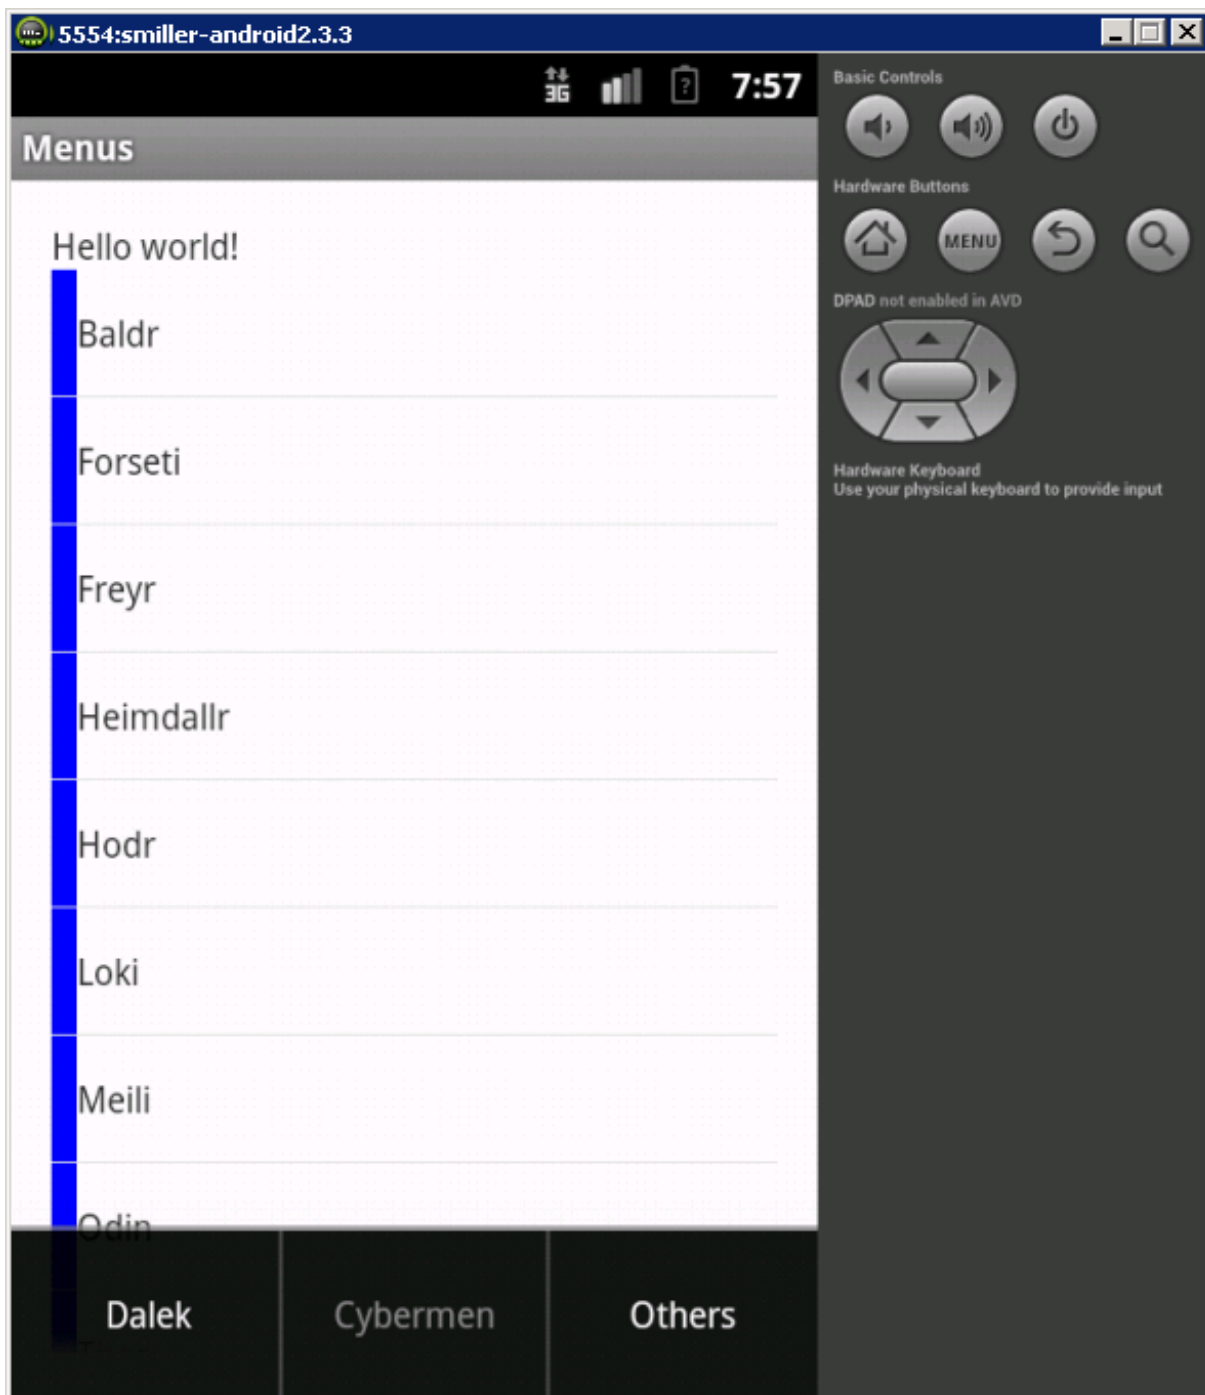 5554:smiller-android2.3.3
3G ? 7:57
Menus
Hello world!
Baldr
Forseti
Freyr
Heimdallr
Hodr
Loki
Meili
Odin
Dalek Cybermen Others
Basic Controls
Hardware Buttons
MENU
DPAD not enabled in AVD
Hardware Keyboard
Use your physical keyboard to provide input